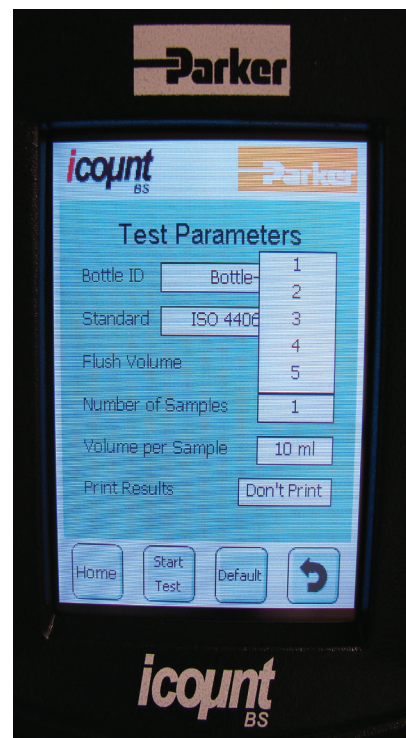 Parker
icount
BS
Parker
Test Parameters
Bottle ID Bottle-
Standard ISO 4406
Flush Volume
1
2
3
4
5
Number of Samples 1
Volume per Sample 10 ml
Print Results Don't Print
Home
Start
Test
Default
icount
BS